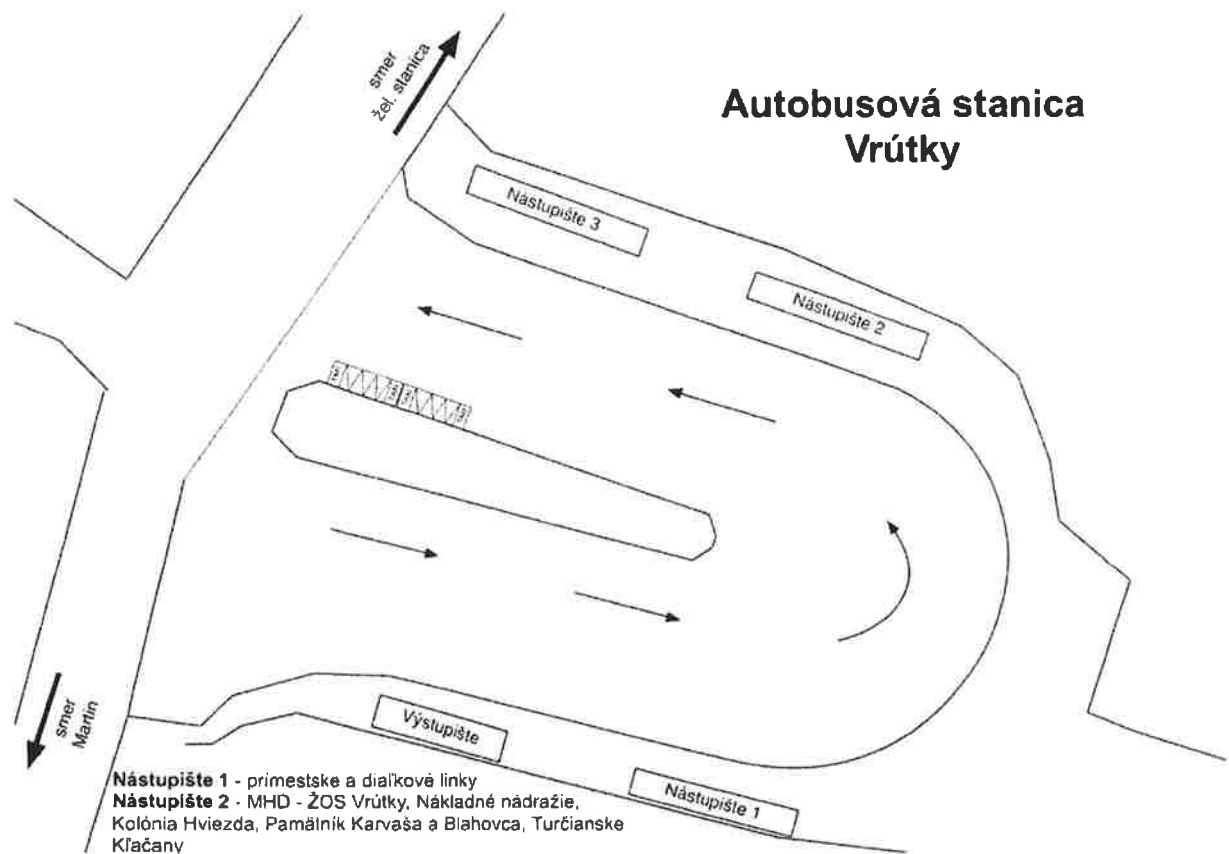 Autobusová stanica
Vrútky
smer
žel. stanica
Nástupište 3
Nástupište 2
smer
Martin
Výstupište
Nástupište 1
Nástupište 1 - prímestske a diaľkové linky
Nástupište 2 - MHD - ŽOS Vrútky, Nákladné nádražie,
Kolónia Hviezda, Pamätník Karvaša a Blahovca, Turčianske
Kľačany